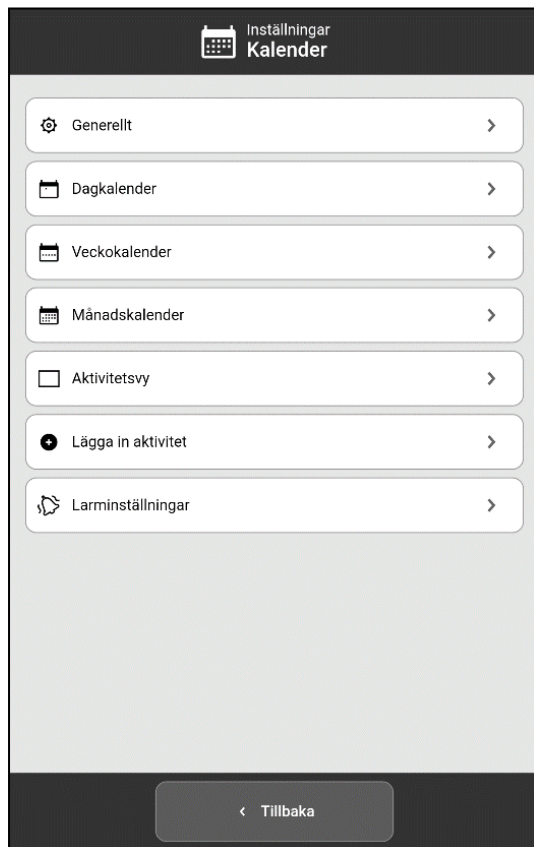 Inställningar
Kalender
Generellt
Dagkalender
Veckokalender
Månadskalender
Aktivitetsvy
Lägga in aktivitet
Larminställningar
Tillbaka